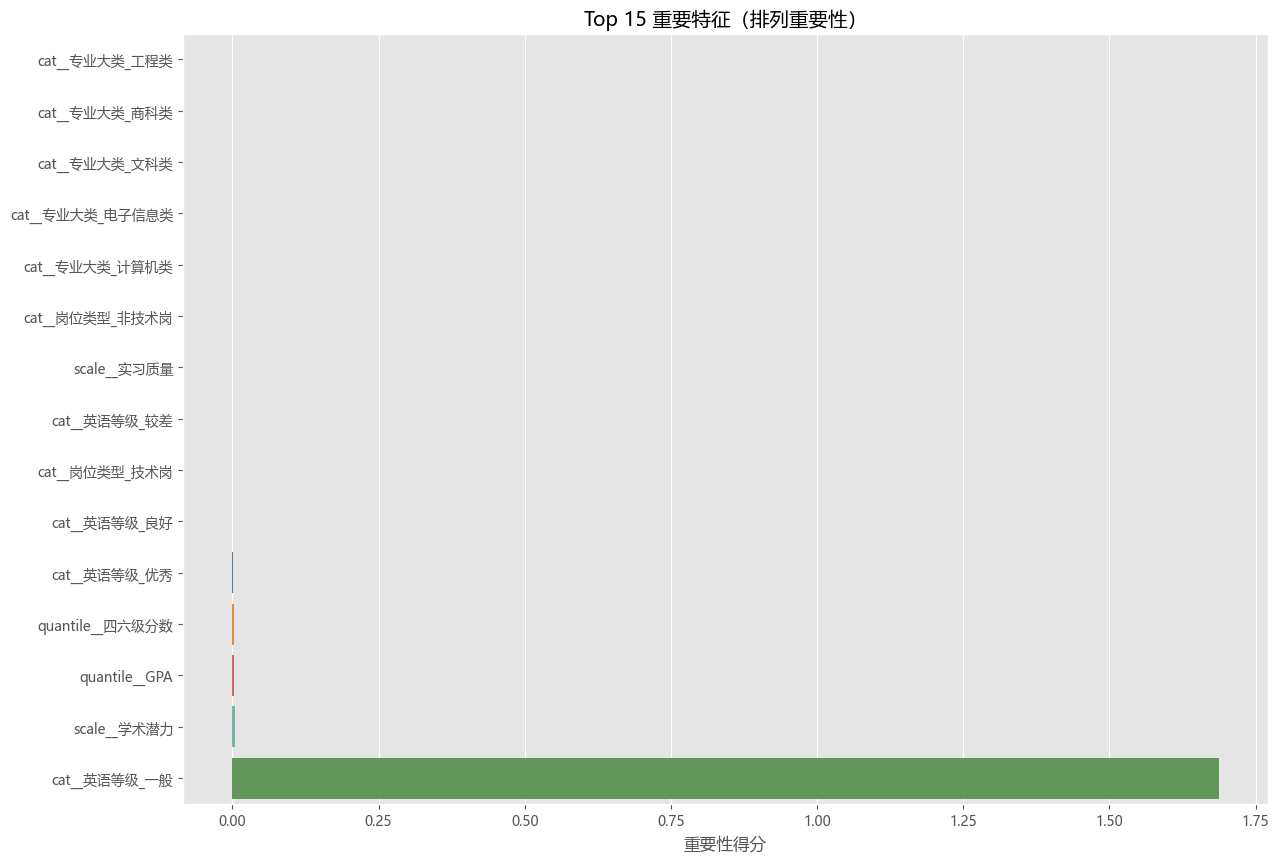 Top 15 重要特征（排列重要性）
cat__专业大类_工程类
cat__专业大类_商科类
cat__专业大类_文科类
cat__专业大类_电子信息类
cat__专业大类_计算机类
cat__岗位类型_非技术岗
scale__实习质量
cat__英语等级_较差
cat__岗位类型_技术岗
cat__英语等级_良好
cat__英语等级_优秀
quantile__四六级分数
quantile__GPA
scale__学术潜力
cat__英语等级_一般
0.00 0.25 0.50 0.75 1.00 1.25 1.50 1.75
重要性得分